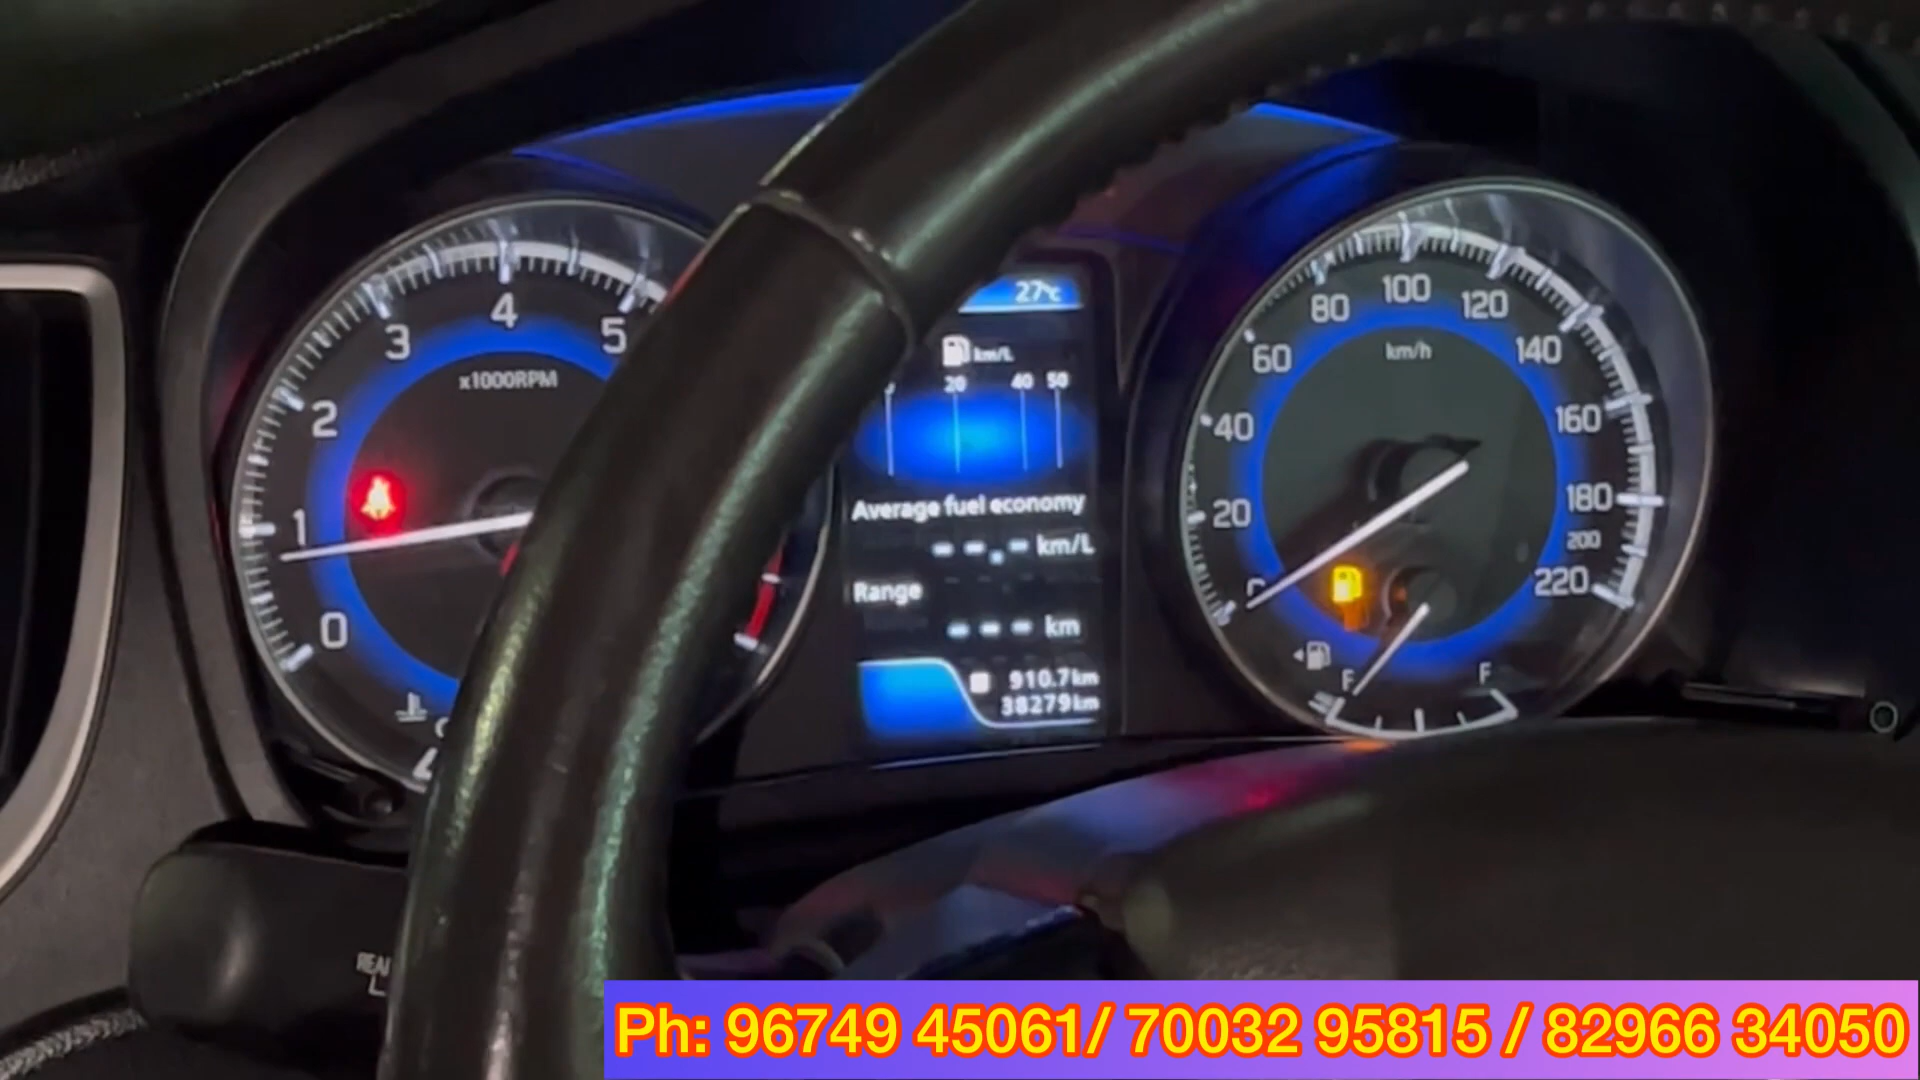 0
1
2
3
4
5
x1000RPM
27℃
km/L
20 40 50
Average fuel economy
--.- km/L
Range
--- km
910.7km
38279km
20
40
60
80
100
120
140
160
180
200
220
km/h
F
REAR
Ph: 96749 45061/ 70032 95815 / 82966 34050